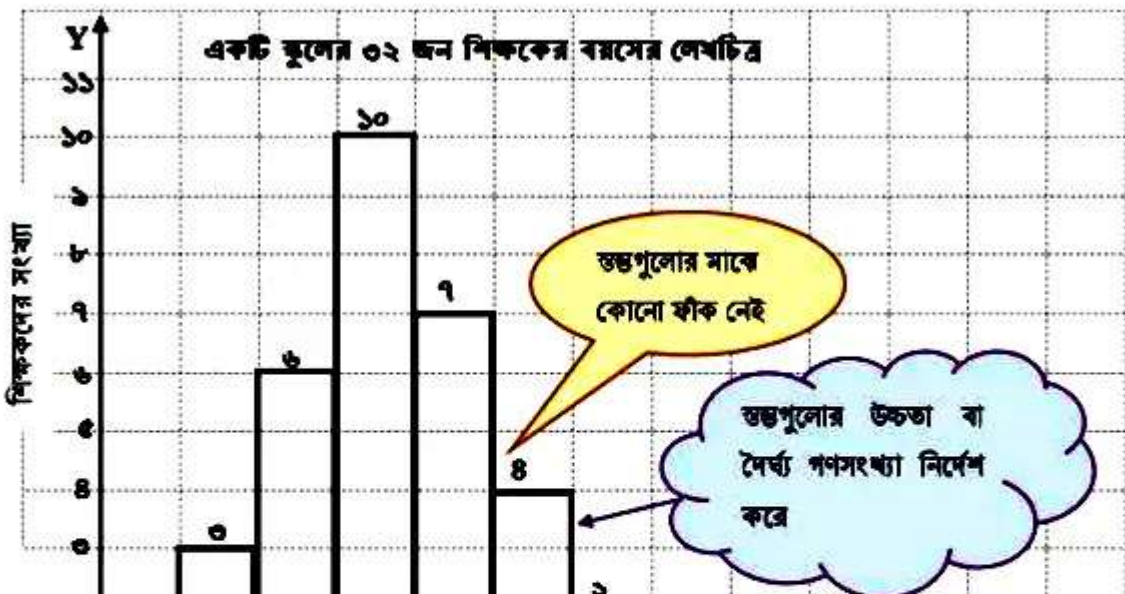 Y
একটি স্কুলের ৩২ জন শিক্ষকের বয়সের লেখচিত্র
১১
১০
১০
৯
৮
স্তম্ভগুলোর মাঝে
কোনো ফাঁক নেই
৭
৭
শিক্ষকদের সংখ্যা
৬
৬
৫
স্তম্ভগুলোর উচ্চতা বা
দৈর্ঘ্য গণসংখ্যা নির্দেশ
করে
৪
৪
৩
৩
২